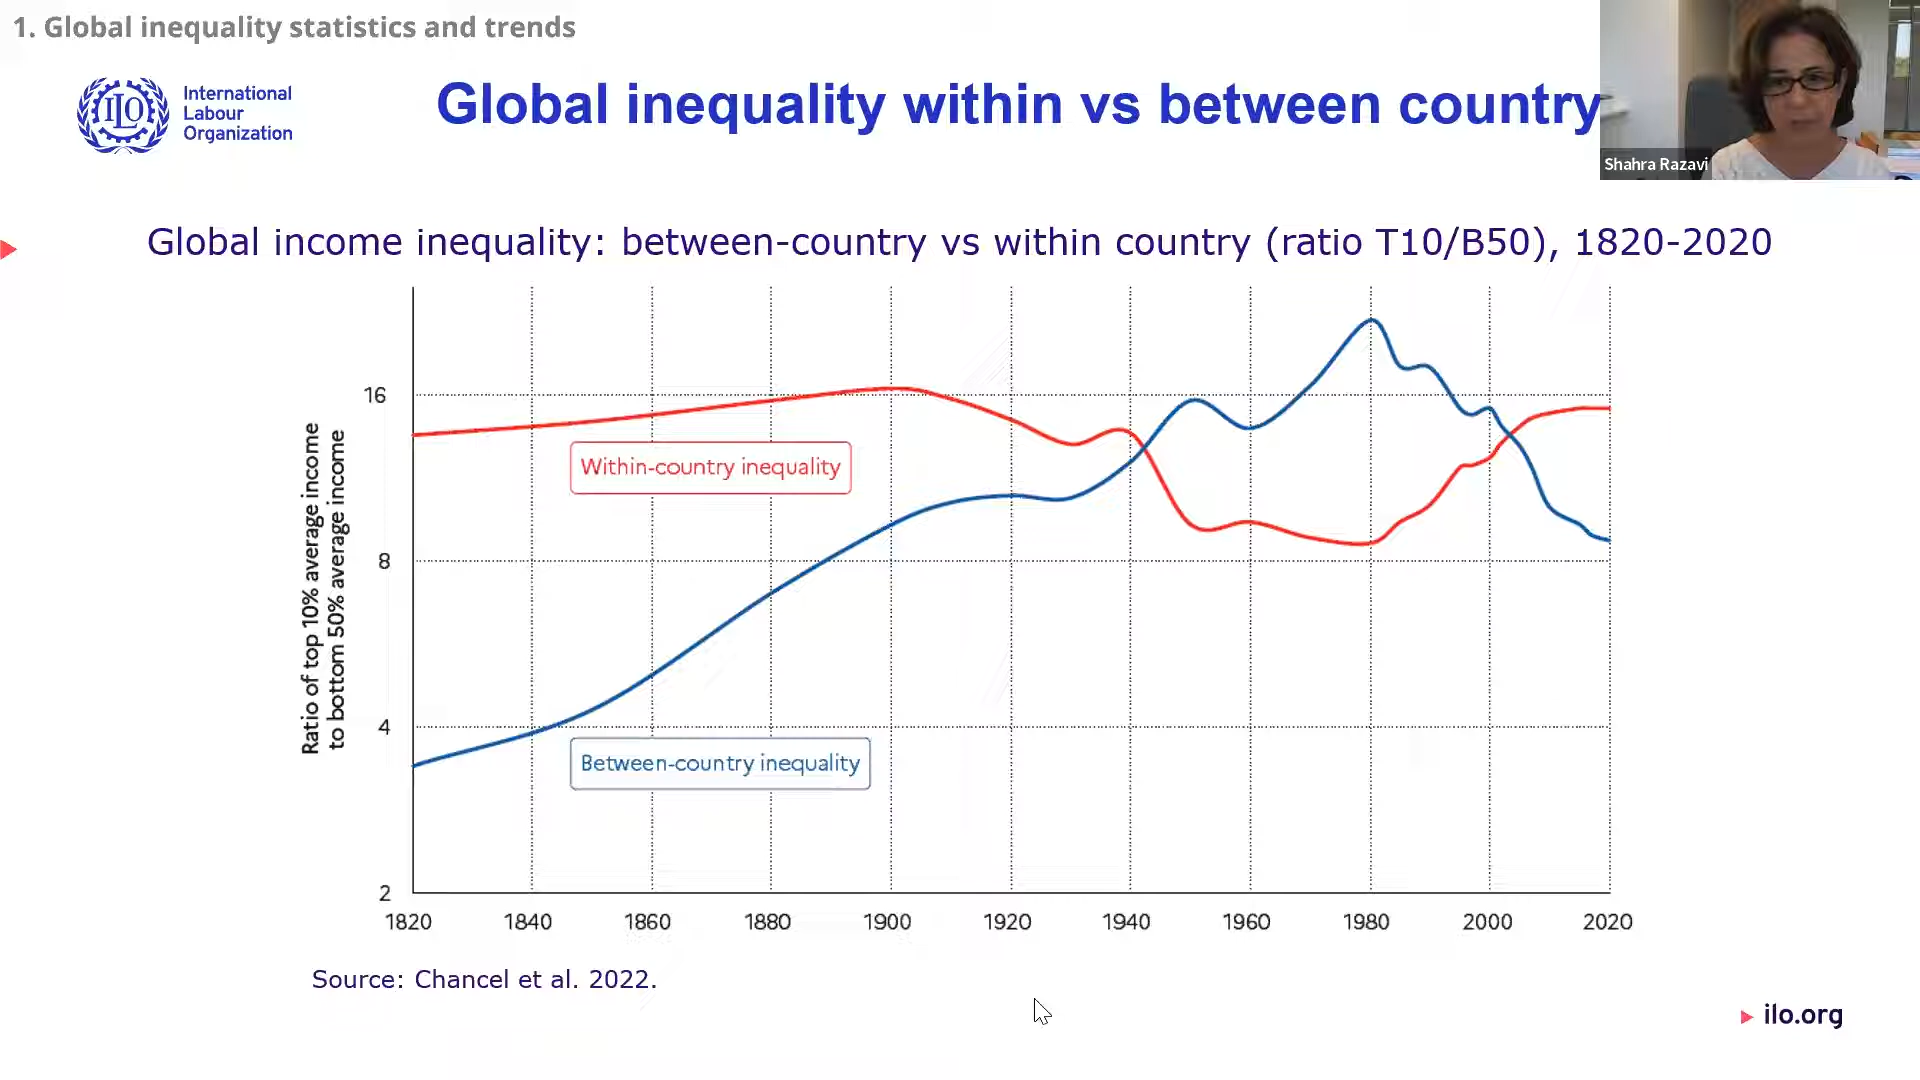 1. Global inequality statistics and trends
ILO
International
Labour
Organization
Global inequality within vs between country
Shahra Razavi
Global income inequality: between-country vs within country (ratio T10/B50), 1820-2020
Ratio of top 10% average income
to bottom 50% average income
16
8
4
2
Within-country inequality
Between-country inequality
1820 1840 1860 1880 1900 1920 1940 1960 1980 2000 2020
Source: Chancel et al. 2022.
ilo.org